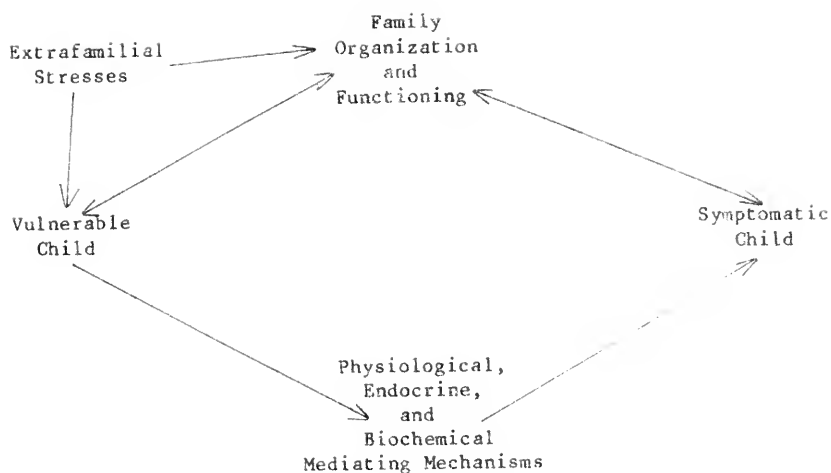 Family
Organization
and
Functioning
Extrafamilial
Stresses
Vulnerable
Child
Symptomatic
Child
Physiological,
Endocrine,
and
Biochemical
Mediating Mechanisms